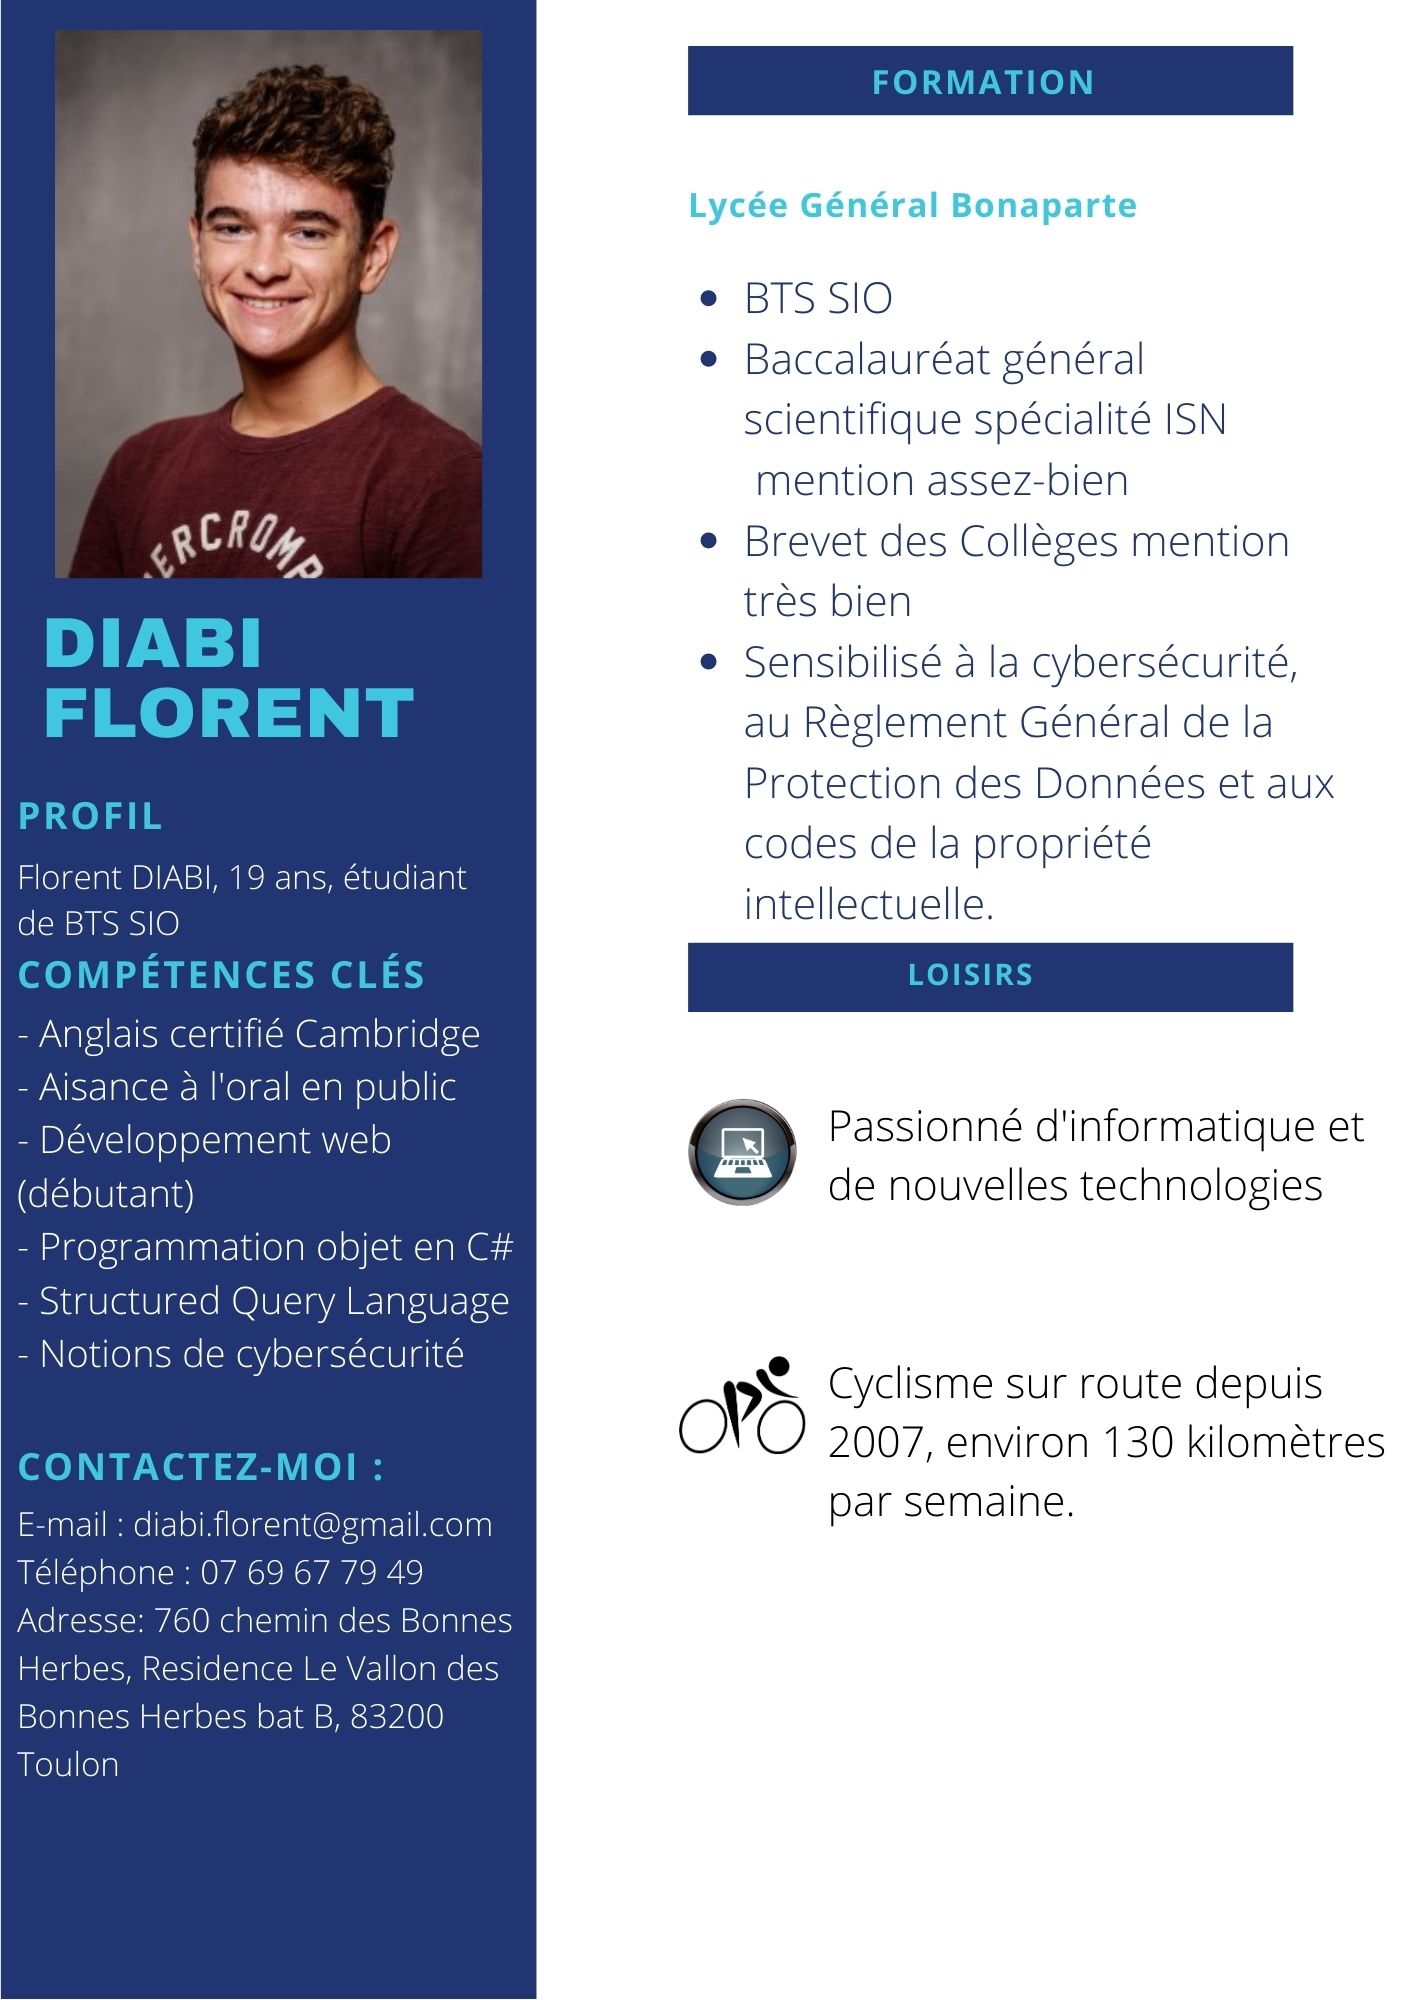 ERCROMP
DIABI
FLORENT
PROFIL
Florent DIABI, 19 ans, étudiant
de BTS SIO
COMPÉTENCES CLÉS
- Anglais certifié Cambridge
- Aisance à l'oral en public
- Développement web
(débutant)
- Programmation objet en C#
- Structured Query Language
- Notions de cybersécurité
CONTACTEZ-MOI :
E-mail : diabi.florent@gmail.com
Téléphone : 07 69 67 79 49
Adresse: 760 chemin des Bonnes
Herbes, Residence Le Vallon des
Bonnes Herbes bat B, 83200
Toulon
FORMATION
Lycée Général Bonaparte
• BTS SIO
• Baccalauréat général
scientifique spécialité ISN
mention assez-bien
• Brevet des Collèges mention
très bien
• Sensibilisé à la cybersécurité,
au Règlement Général de la
Protection des Données et aux
codes de la propriété
intellectuelle.
LOISIRS
Passionné d'informatique et
de nouvelles technologies
Cyclisme sur route depuis
2007, environ 130 kilomètres
par semaine.